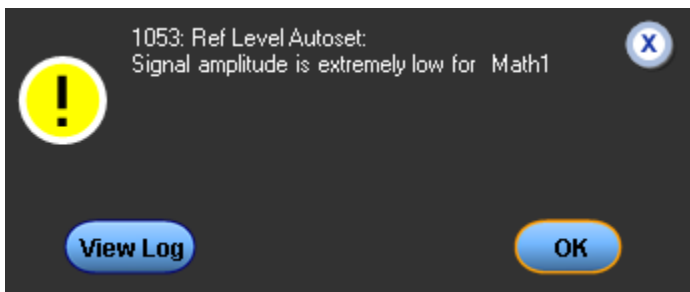 1053: Ref Level Autoset:
Signal amplitude is extremely low for Math1
X
!
View Log
OK